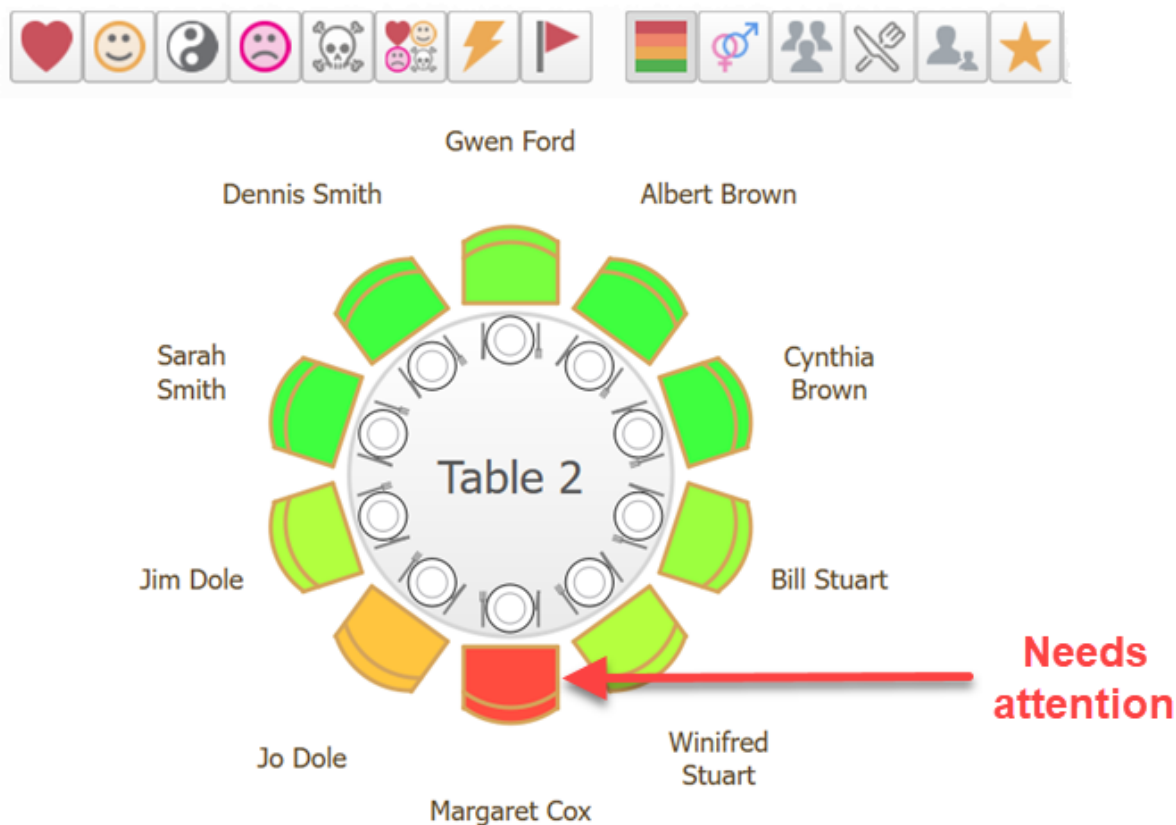 Gwen Ford
Dennis Smith
Albert Brown
Sarah
Smith
Cynthia
Brown
Table 2
Jim Dole
Bill Stuart
Needs
attention
Jo Dole
Winifred
Stuart
Margaret Cox